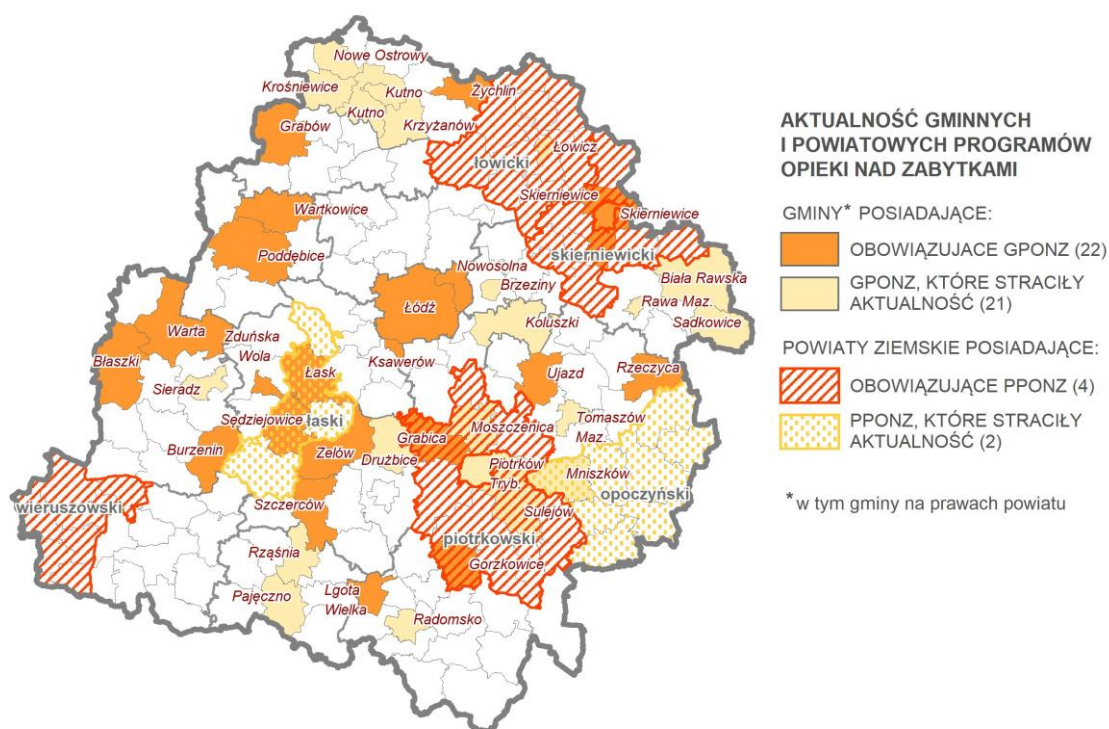 Nowe Ostrowy
Krośniewice
Kutno
Żychlin
Kutno
Grabów
Krzyżanów
Łowicz
łowicki
Skierniewice
Wartkowice
Skierniewice
Poddębice
skierniewicki
Nowosolna
Biała Rawska
Brzeziny
Łódź
Rawa Maz.
Warta
Zduńska
Wola
Koluszki
Sadkowice
Błaszki
Ksawerów
Łask
Ujazd
Rzeczyca
Sieradz
Sędziejowice
łaski
Grabica
Moszczenica
Tomaszów
Maz.
Burzenin
Zelów
Drużbice
Piotrków
Tryb.
Mniszków
opoczyński
wieruszowski
Szczerców
Sulejów
piotrkowski
Rząśnia
Gorzkowice
Pajęczno
Lgota
Wielka
Radomsko
AKTUALNOŚĆ GMINNYCH
I POWIATOWYCH PROGRAMÓW
OPIEKI NAD ZABYTKAMI
GMINY* POSIADAJĄCE:
OBOWIĄZUJACE GPONZ (22)
GPONZ, KTÓRE STRACIŁY
AKTUALNOŚĆ (21)
POWIATY ZIEMSKIE POSIADAJĄCE:
OBOWIĄZUJĄCE PPONZ (4)
PPONZ, KTÓRE STRACIŁY
AKTUALNOŚĆ (2)
*w tym gminy na prawach powiatu